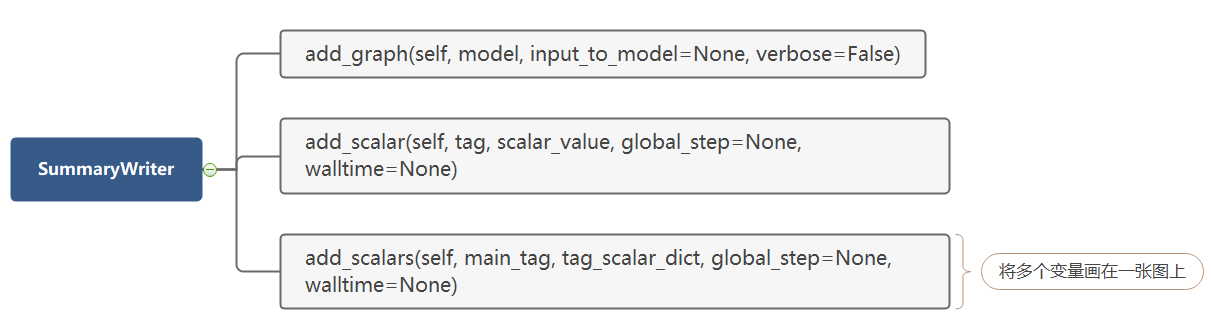 SummaryWriter
add_graph(self, model, input_to_model=None, verbose=False)
add_scalar(self, tag, scalar_value, global_step=None,
walltime=None)
add_scalars(self, main_tag, tag_scalar_dict, global_step=None,
walltime=None)
将多个变量画在一张图上